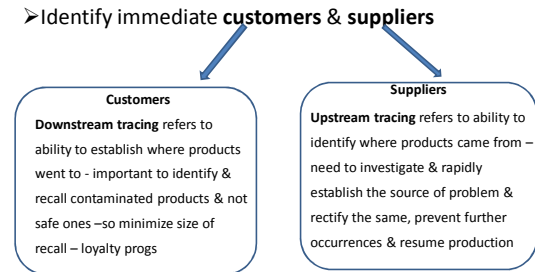 ➢Identify immediate customers & suppliers
Customers
Downstream tracing refers to
ability to establish where products
went to - important to identify &
recall contaminated products & not
safe ones –so minimize size of
recall – loyalty progs
Suppliers
Upstream tracing refers to ability to
identify where products came from –
need to investigate & rapidly
establish the source of problem &
rectify the same, prevent further
occurrences & resume production